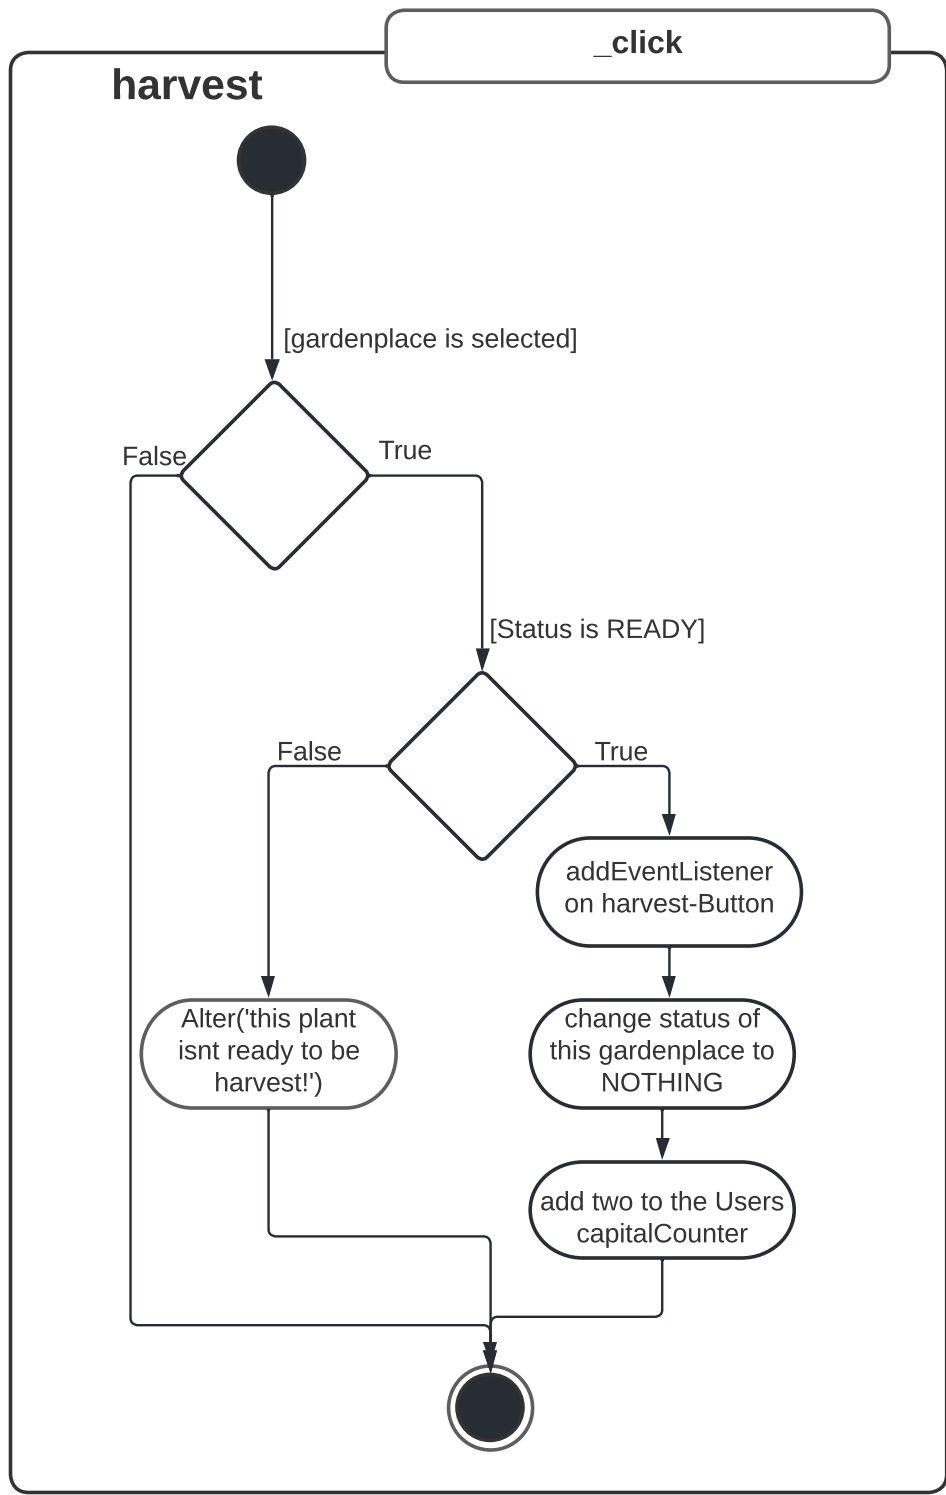 _click
harvest
[gardenplace is selected]
False
True
[Status is READY]
False
True
addEventListener
on harvest-Button
Alter('this plant
isnt ready to be
harvest!')
change status of
this gardenplace to
NOTHING
add two to the Users
capitalCounter